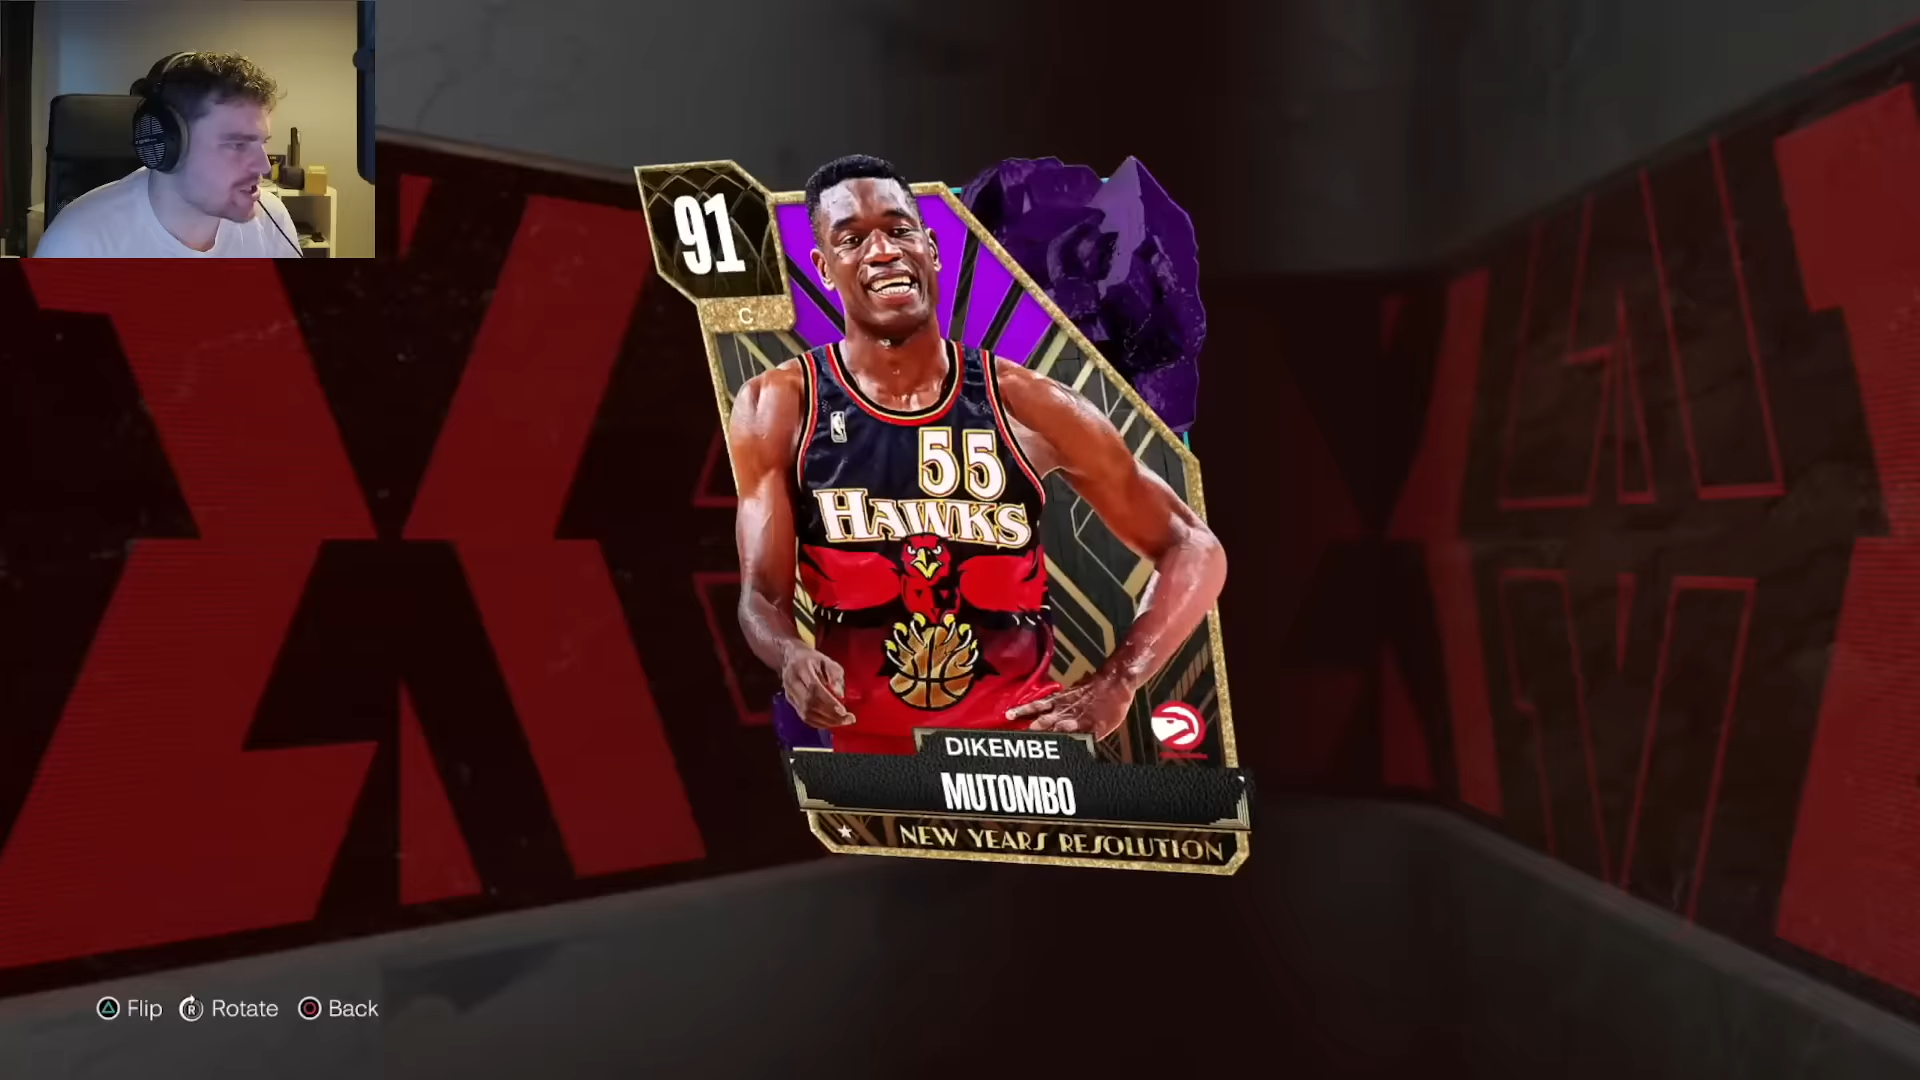 91
C
55
HAWKS
DIKEMBE
MUTOMBO
NEW YEARS RESOLUTION
Flip
R
Rotate
Back